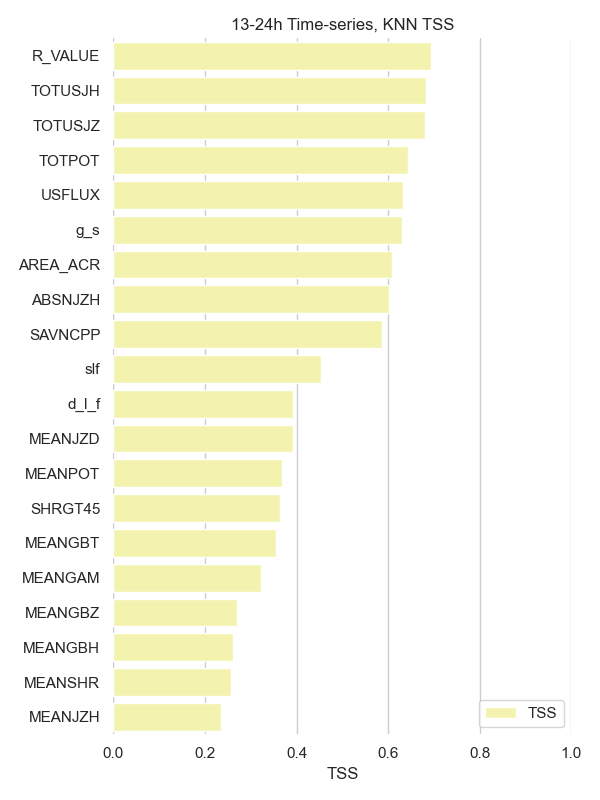 13-24h Time-series, KNN TSS
R_VALUE
TOTUSJH
TOTUSJZ
TOTPOT
USFLUX
g_s
AREA_ACR
ABSNJZH
SAVNCPP
slf
d_l_f
MEANJZD
MEANPOT
SHRGT45
MEANGBT
MEANGAM
MEANGBZ
MEANGBH
MEANSHR
MEANJZH
TSS
0.0 0.2 0.4 0.6 0.8 1.0
TSS